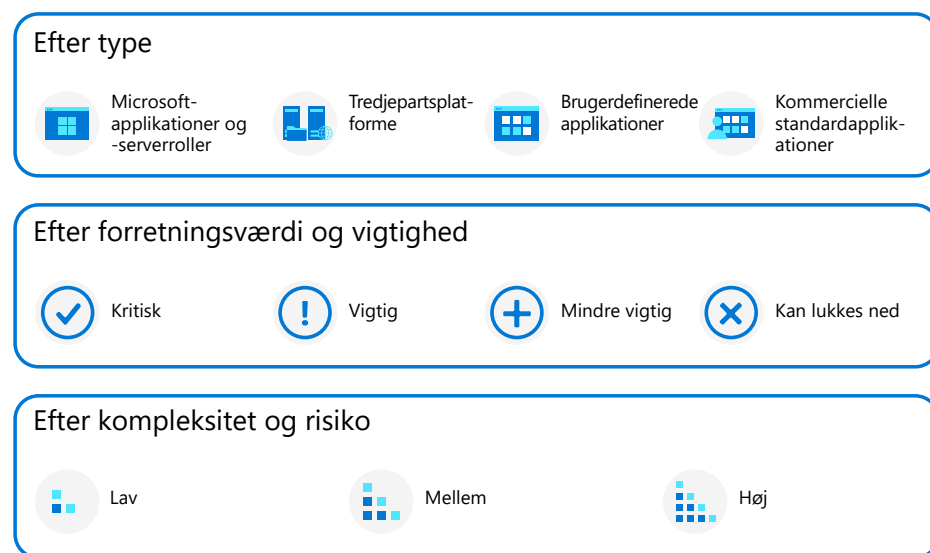 Efter type
Microsoft-
applikationer og
-serverroller
Tredjepartsplat-
forme
Brugerdefinerede
applikationer
Kommercielle
standardapplik-
ationer
Efter forretningsværdi og vigtighed
Kritisk
Vigtig
Mindre vigtig
Kan lukkes ned
Efter kompleksitet og risiko
Lav
Mellem
Høj